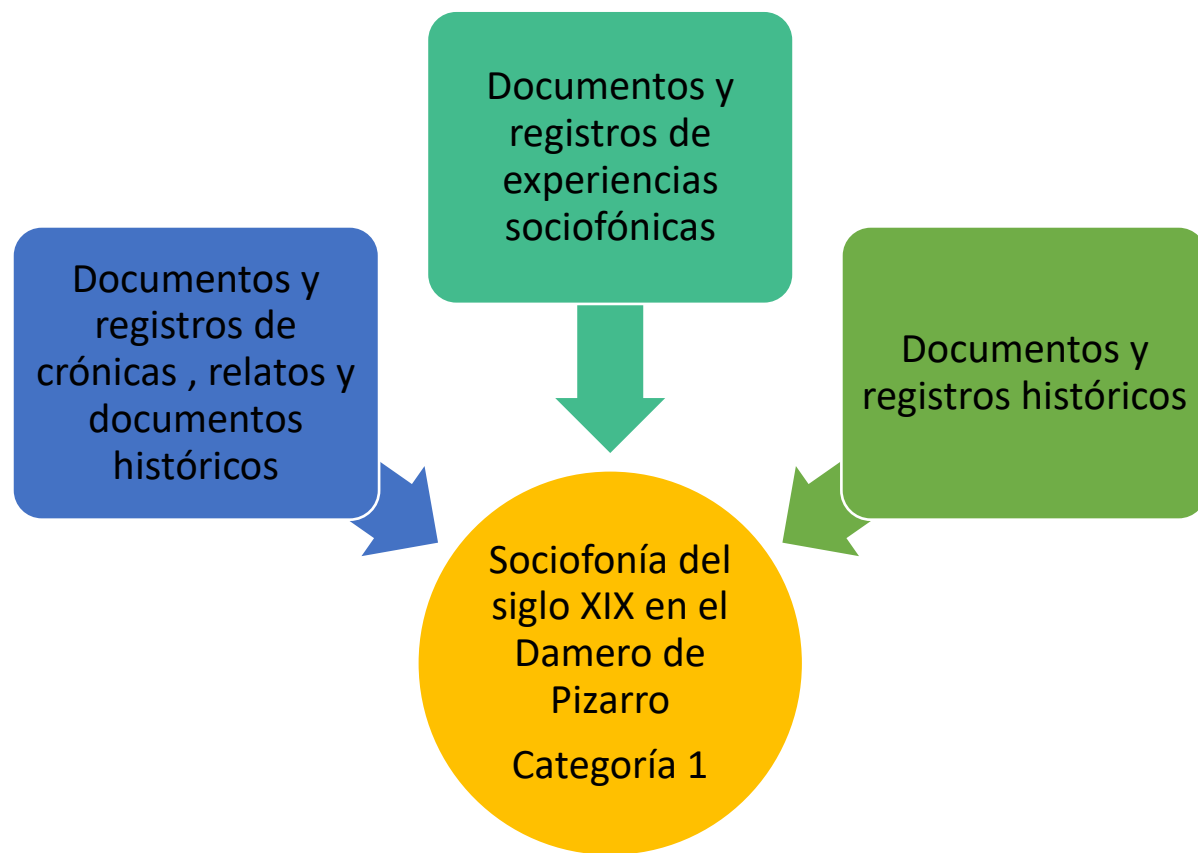 Documentos y
registros de
crónicas , relatos y
documentos
históricos
Documentos y
registros de
experiencias
sociofónicas
Documentos y
registros históricos
Sociofonía del
siglo XIX en el
Damero de
Pizarro
Categoría 1